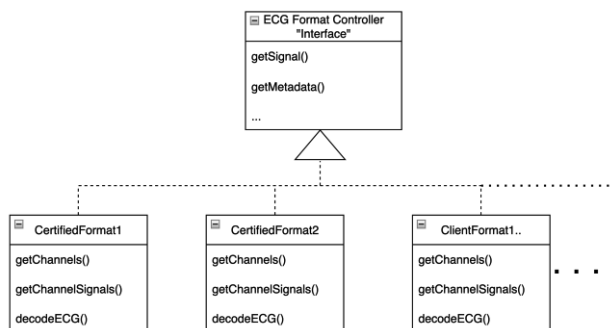 ECG Format Controller
"Interface"
getSignal()
getMetadata()
...
CertifiedFormat1
getChannels()
getChannelSignals()
decodeECG()
CertifiedFormat2
getChannels()
getChannelSignals()
decodeECG()
ClientFormat1..
getChannels()
getChannelSignals()
decodeECG()